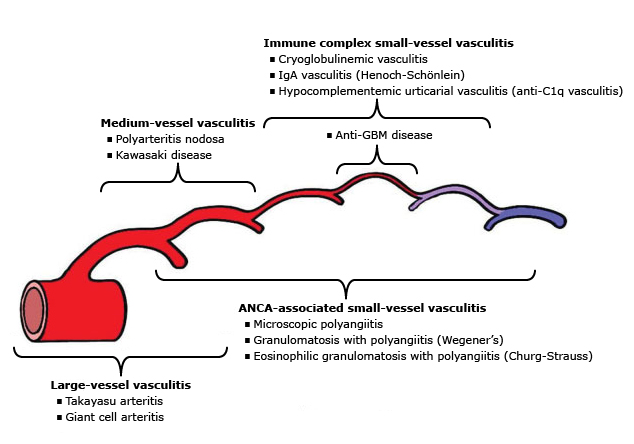 Immune complex small-vessel vasculitis
▪ Cryoglobulinemic vasculitis
▪ IgA vasculitis (Henoch-Schönlein)
▪ Hypocomplementemic urticarial vasculitis (anti-C1q vasculitis)
Medium-vessel vasculitis
▪ Polyarteritis nodosa
▪ Kawasaki disease
▪ Anti-GBM disease
ANCA-associated small-vessel vasculitis
▪ Microscopic polyangiitis
▪ Granulomatosis with polyangiitis (Wegener’s)
▪ Eosinophilic granulomatosis with polyangiitis (Churg-Strauss)
Large-vessel vasculitis
▪ Takayasu arteritis
▪ Giant cell arteritis